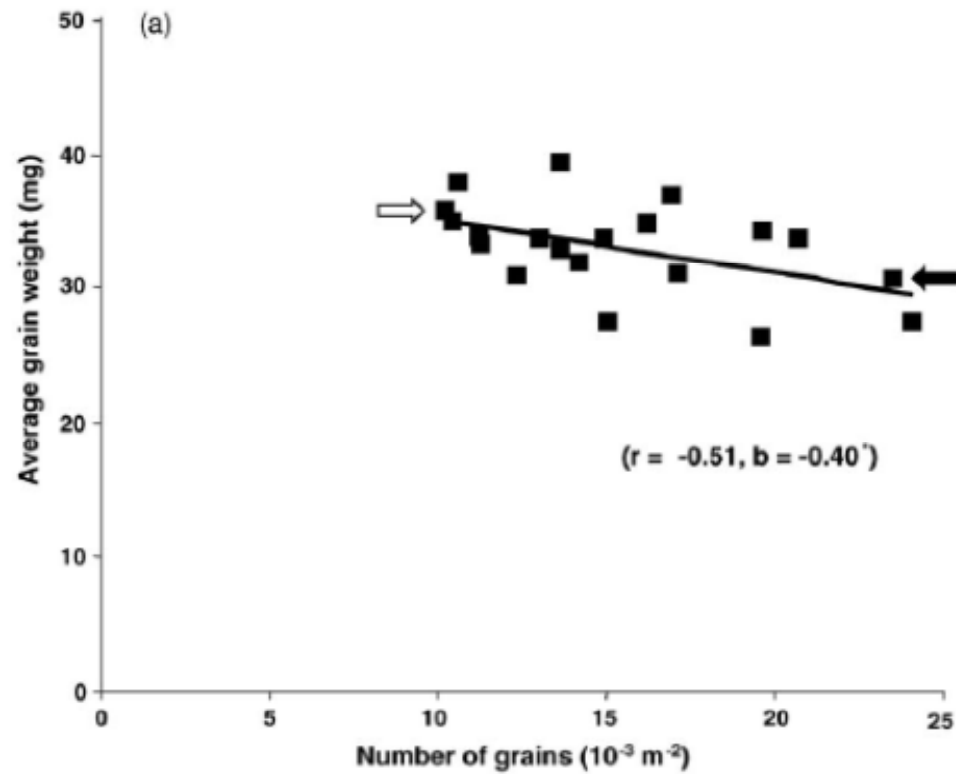 (a)
50
40
30
20
10
0
Average grain weight (mg)
(r = -0.51, b = -0.40*)
0 5 10 15 20 25
Number of grains (10⁻³ m⁻²)